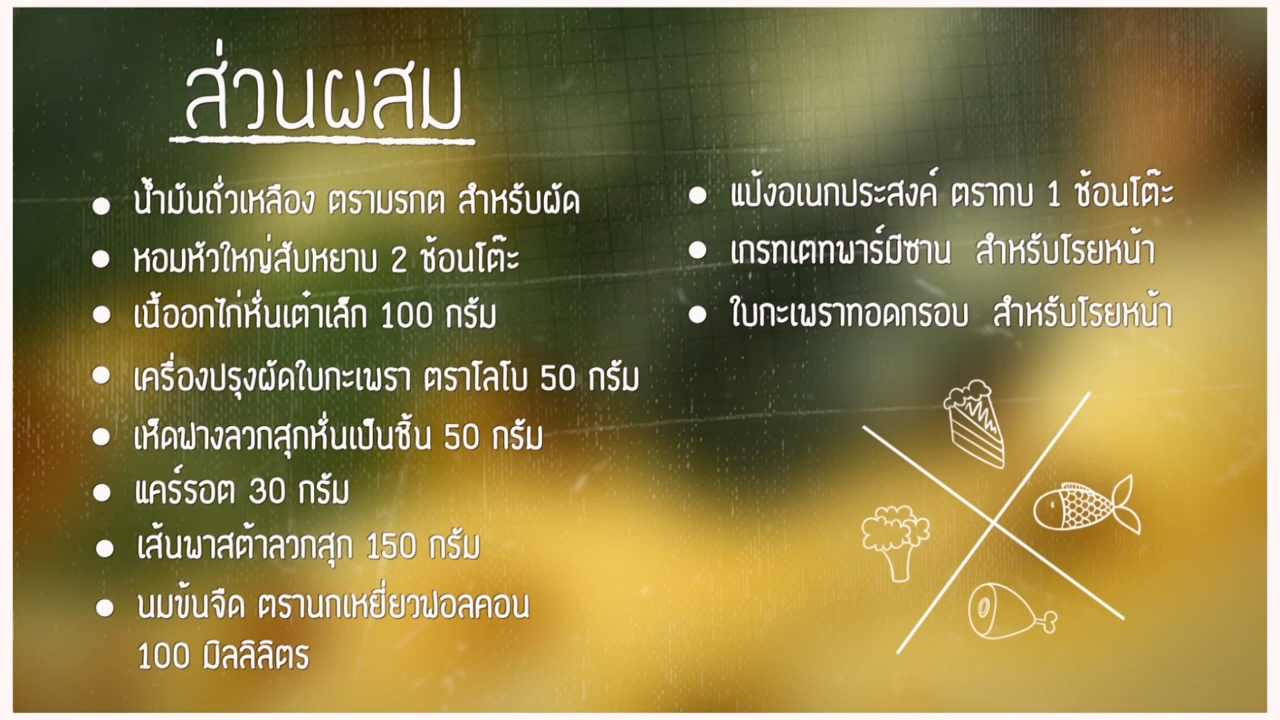 ส่วนผสม
น้ำมันถั่วเหลือง ตรามรกต สำหรับผัด
หอมหัวใหญ่สับหยาบ 2 ช้อนโต๊ะ
เนื้ออกไก่หั่นเต๋าเล็ก 100 กรัม
เครื่องปรุงผัดใบกะเพรา ตราโลโบ 50 กรัม
เห็ดฟางลวกสุกหั่นเป็นชิ้น 50 กรัม
แคร์รอต 30 กรัม
เส้นพาสต้าลวกสุก 150 กรัม
นมข้นจืด ตรานกเหยี่ยวฟอลคอน
100 มิลลิลิตร
แป้งอเนกประสงค์ ตรากบ 1 ช้อนโต๊ะ
เกรทเตทพาร์มีซาน สำหรับโรยหน้า
ใบกะเพราทอดกรอบ สำหรับโรยหน้า